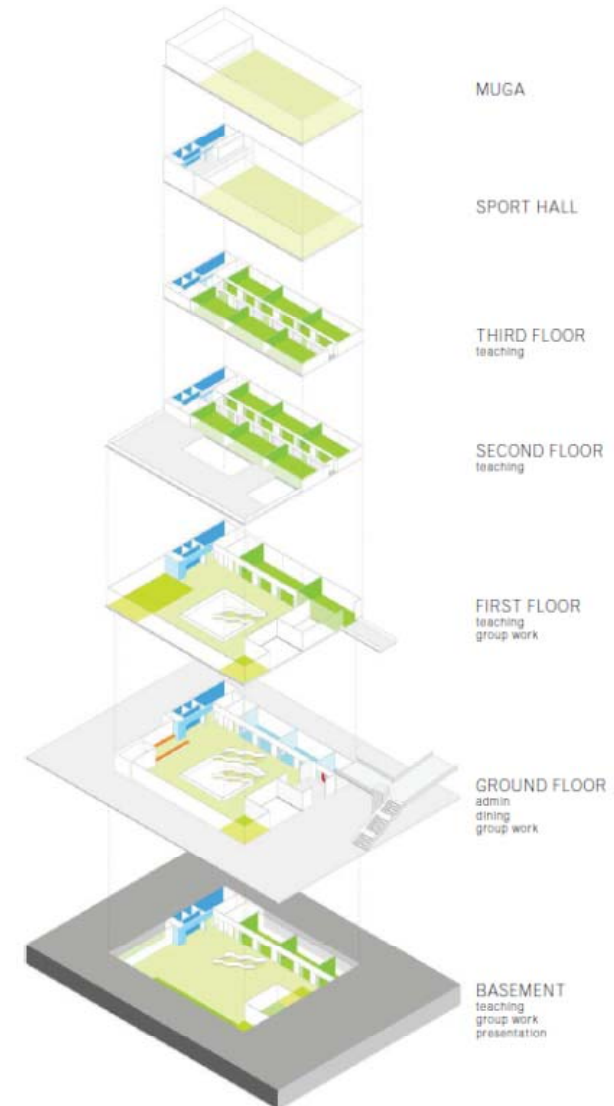 MUGA
SPORT HALL
THIRD FLOOR
teaching
SECOND FLOOR
teaching
FIRST FLOOR
teaching
group work
GROUND FLOOR
admin
dining
group work
BASEMENT
teaching
group work
presentation